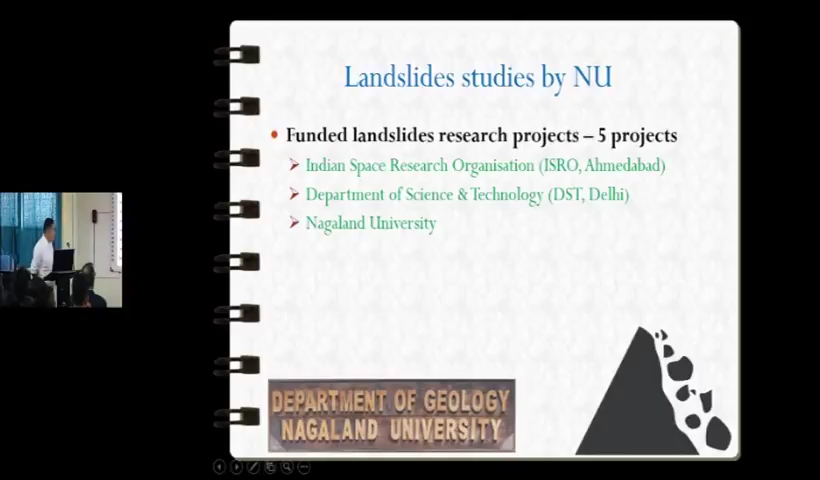 Landslides studies by NU
Funded landslides research projects – 5 projects
Indian Space Research Organisation (ISRO, Ahmedabad)
Department of Science & Technology (DST, Delhi)
Nagaland University
DEPARTMENT OF GEOLOGY
NAGALAND UNIVERSITY